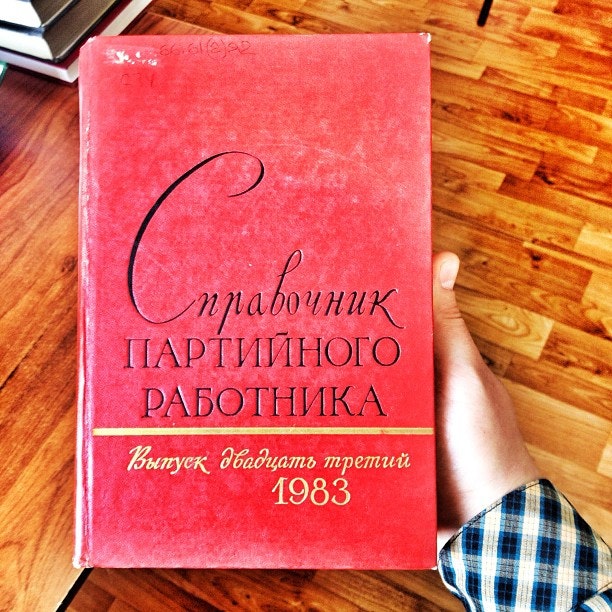 Справочник
ПАРТИЙНОГО
РАБОТНИКА
Выпуск двадцать третий
1983